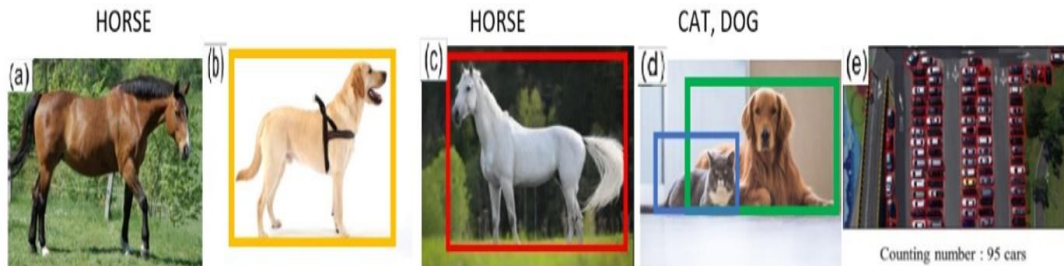 HORSE
HORSE
CAT, DOG
(a)
(b)
(c)
(d)
(e)
Counting number : 95 cars